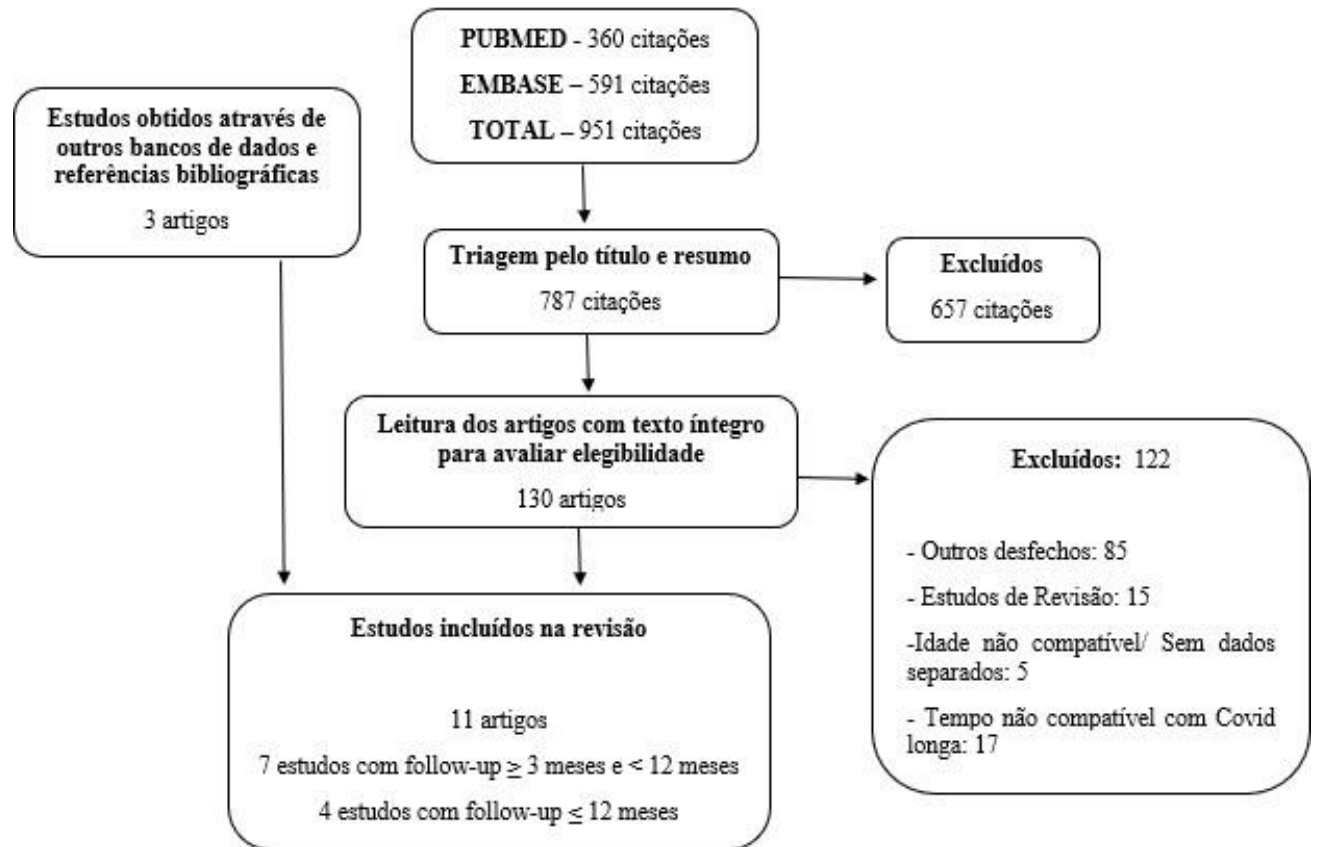 PUBMED - 360 citações
EMBASE – 591 citações
TOTAL – 951 citações
Estudos obtidos através de
outros bancos de dados e
referências bibliográficas
3 artigos
Triagem pelo título e resumo
787 citações
Excluídos
657 citações
Leitura dos artigos com texto íntegro
para avaliar elegibilidade
130 artigos
Excluídos: 122
- Outros desfechos: 85
- Estudos de Revisão: 15
-Idade não compatível/ Sem dados
separados: 5
- Tempo não compatível com Covid
longa: 17
Estudos incluídos na revisão
11 artigos
7 estudos com follow-up ≥ 3 meses e < 12 meses
4 estudos com follow-up ≤ 12 meses